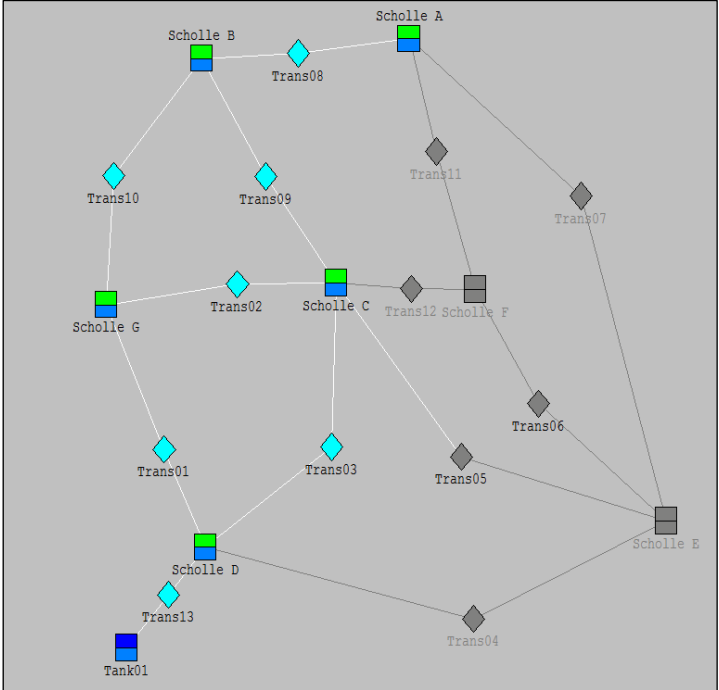 Scholle A
Scholle B
Trans08
Trans11
Trans10
Trans09
Trans07
Trans02
Scholle C
Trans12
Scholle F
Scholle G
Trans06
Trans01
Trans03
Trans05
Scholle E
Scholle D
Trans13
Trans04
Tank01